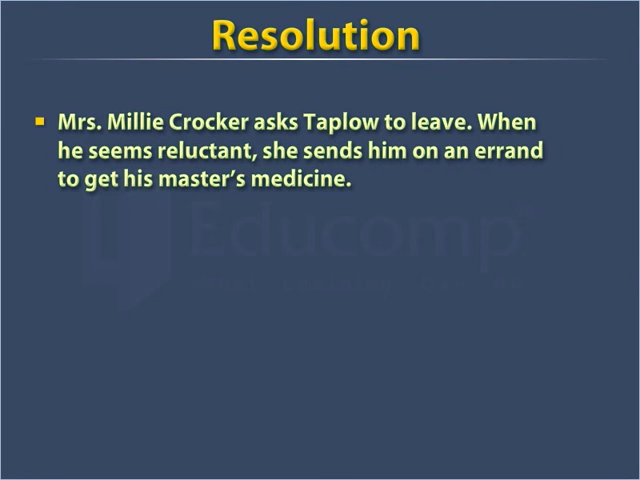 Resolution
Mrs. Millie Crocker asks Taplow to leave. When
he seems reluctant, she sends him on an errand
to get his master's medicine.
Educomp